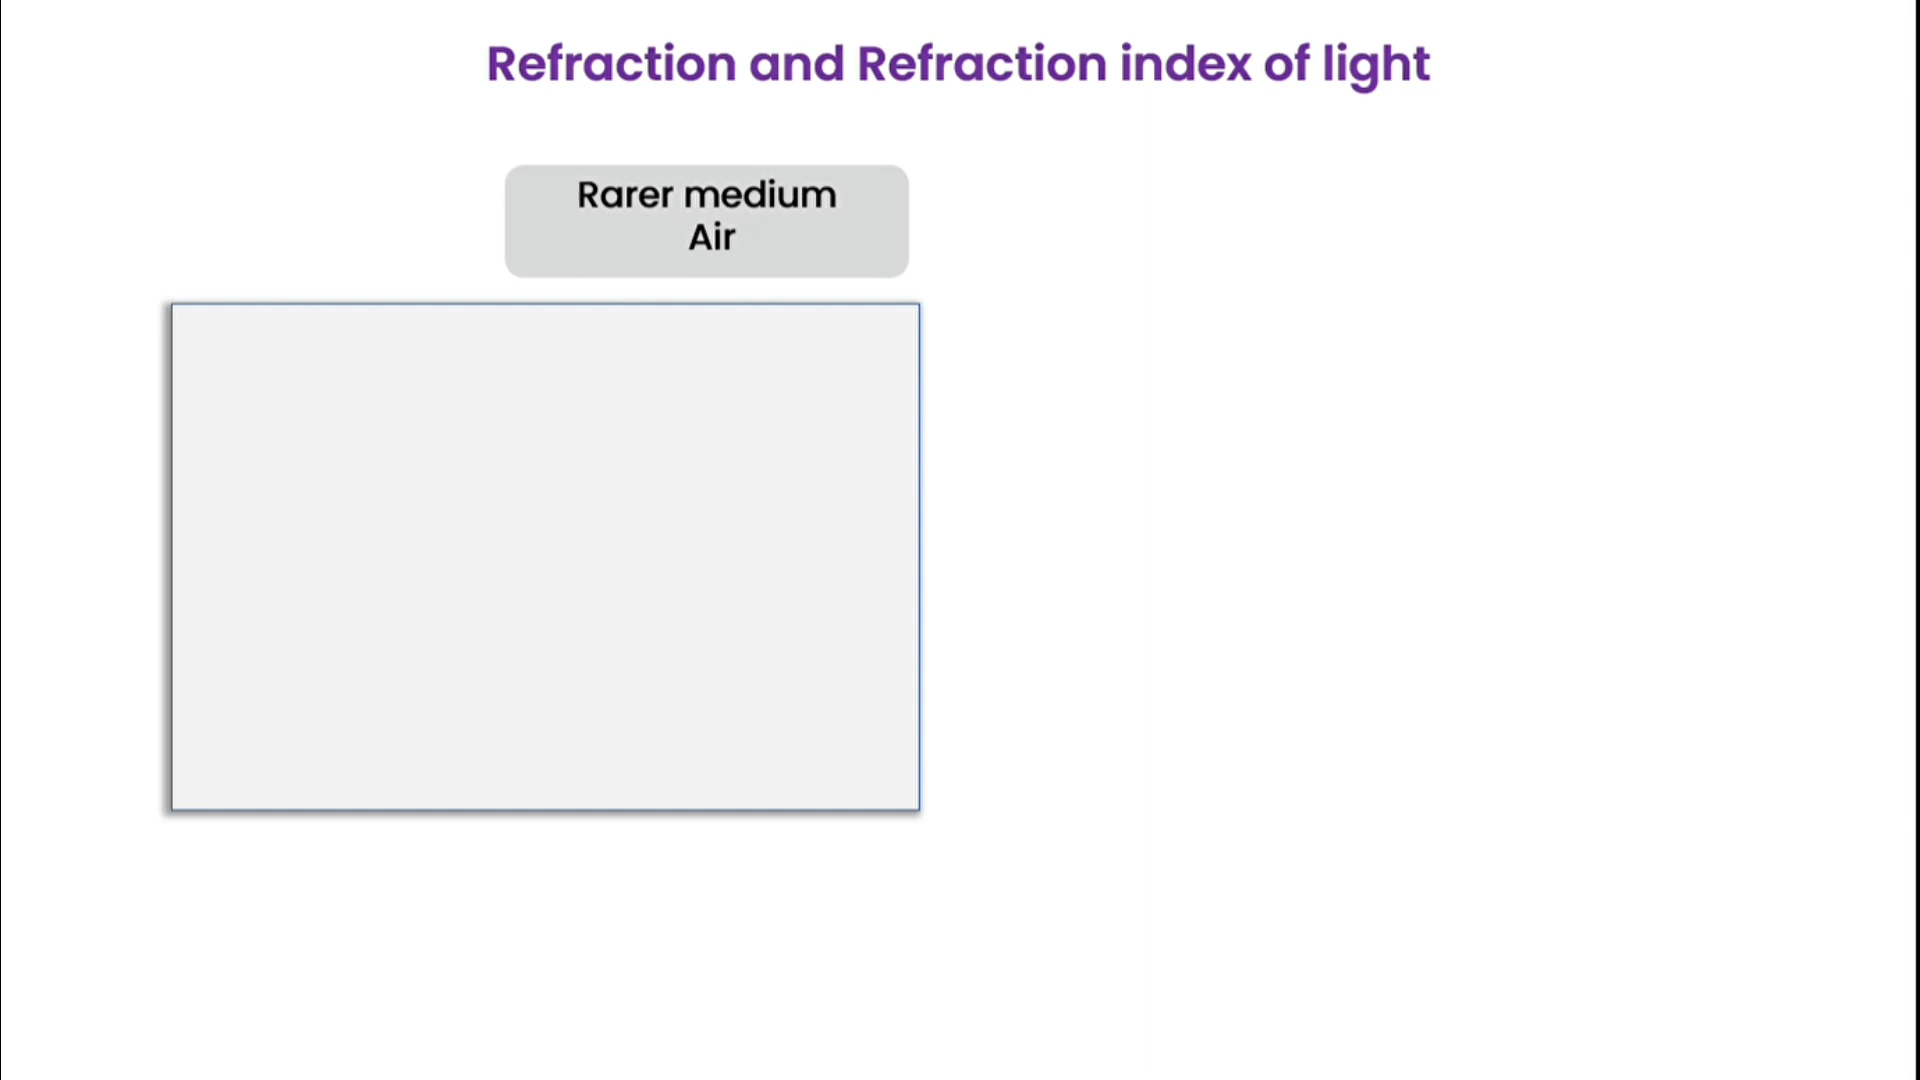 Refraction and Refraction index of light
Rarer medium
Air